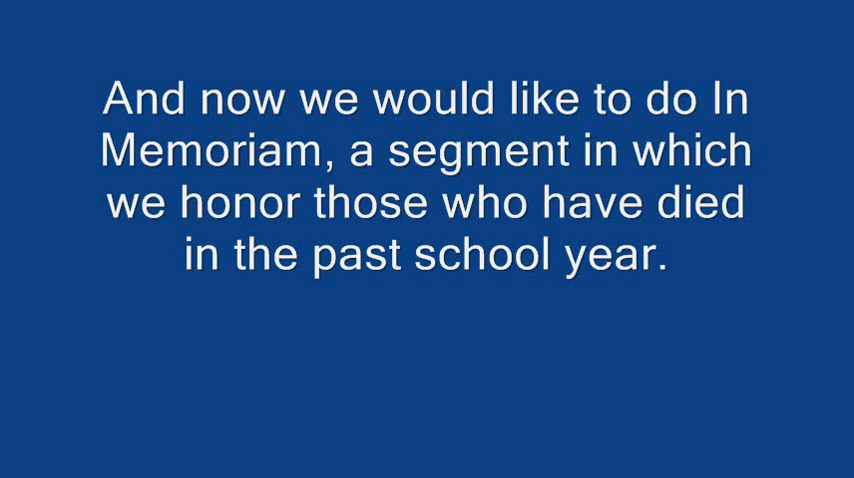 And now we would like to do In
Memoriam, a segment in which
we honor those who have died
in the past school year.